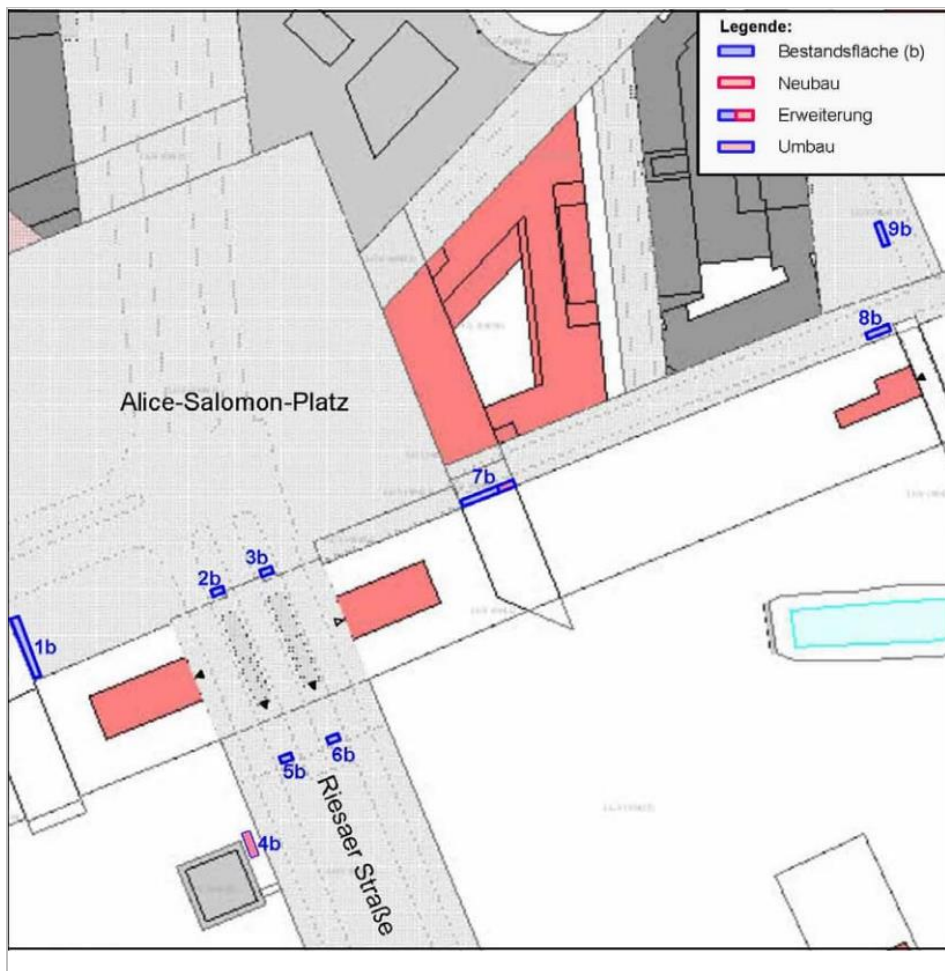 Legende:
Bestandsfläche (b)
Neubau
Erweiterung
Umbau
9b
8b
Alice-Salomon-Platz
7b
3b
2b
1b
6b
5b
Riesaer Straße
4b